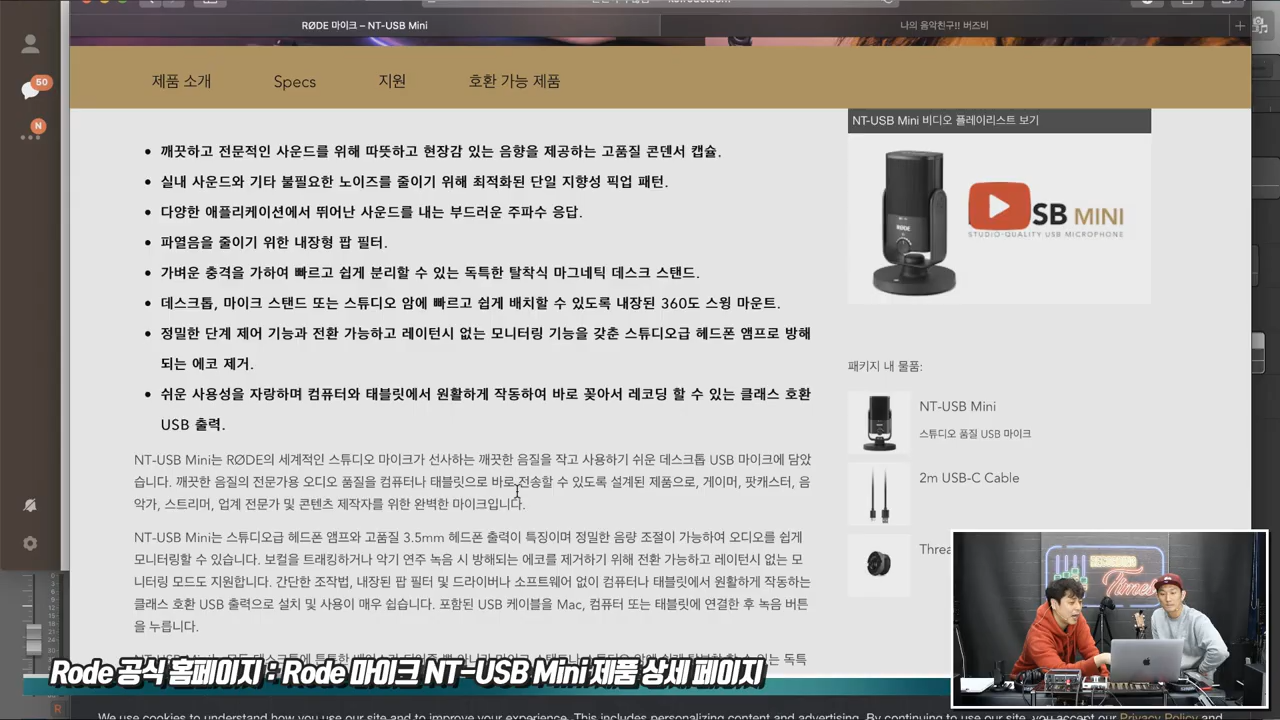 RØDE 마이크 – NT-USB Mini
나의 음악친구!! 버즈비
50
N
제품 소개
Specs
지원
호환 가능 제품
깨끗하고 전문적인 사운드를 위해 따뜻하고 현장감 있는 음향을 제공하는 고품질 콘덴서 캡슐.
실내 사운드와 기타 불필요한 노이즈를 줄이기 위해 최적화된 단일 지향성 픽업 패턴.
다양한 애플리케이션에서 뛰어난 사운드를 내는 부드러운 주파수 응답.
파열음을 줄이기 위한 내장형 팝 필터.
가벼운 충격을 가하여 빠르고 쉽게 분리할 수 있는 독특한 탈착식 마그네틱 데스크 스탠드.
데스크톱, 마이크 스탠드 또는 스튜디오 암에 빠르고 쉽게 배치할 수 있도록 내장된 360도 스윙 마운트.
정밀한 단계 제어 기능과 전환 가능하고 레이턴시 없는 모니터링 기능을 갖춘 스튜디오급 헤드폰 앰프로 방해
되는 에코 제거.
쉬운 사용성을 자랑하며 컴퓨터와 태블릿에서 원활하게 작동하여 바로 꽂아서 레코딩 할 수 있는 클래스 호환
USB 출력.
NT-USB Mini는 RØDE의 세계적인 스튜디오 마이크가 선사하는 깨끗한 음질을 작고 사용하기 쉬운 데스크톱 USB 마이크에 담았
습니다. 깨끗한 음질의 전문가용 오디오 품질을 컴퓨터나 태블릿으로 바로 전송할 수 있도록 설계된 제품으로, 게이머, 팟캐스터, 음
악가, 스트리머, 업계 전문가 및 콘텐츠 제작자를 위한 완벽한 마이크입니다.
NT-USB Mini는 스튜디오급 헤드폰 앰프와 고품질 3.5mm 헤드폰 출력이 특징이며 정밀한 음량 조절이 가능하여 오디오를 쉽게
모니터링할 수 있습니다. 보컬을 트래킹하거나 악기 연주 녹음 시 방해되는 에코를 제거하기 위해 전환 가능하고 레이턴시 없는 모
니터링 모드도 지원합니다. 간단한 조작법, 내장된 팝 필터 및 드라이버나 소프트웨어 없이 컴퓨터나 태블릿에서 원활하게 작동하는
클래스 호환 USB 출력으로 설치 및 사용이 매우 쉽습니다. 포함된 USB 케이블을 Mac, 컴퓨터 또는 태블릿에 연결한 후 녹음 버튼
을 누릅니다.
NT-USB Mini 비디오 플레이리스트 보기
RØDE
SB MINI
STUDIO-QUALITY USB MICROPHONE
패키지 내 물품:
NT-USB Mini
스튜디오 품질 USB 마이크
2m USB-C Cable
Times
Rode 공식 홈페이지 : Rode 마이크 NT-USB Mini 제품 상세 페이지
R
We use cookies to understand how you use our site and to improve your experience. This includes personalizing content and advertising. By continuing to use our site, you accept our Privacy Policy and